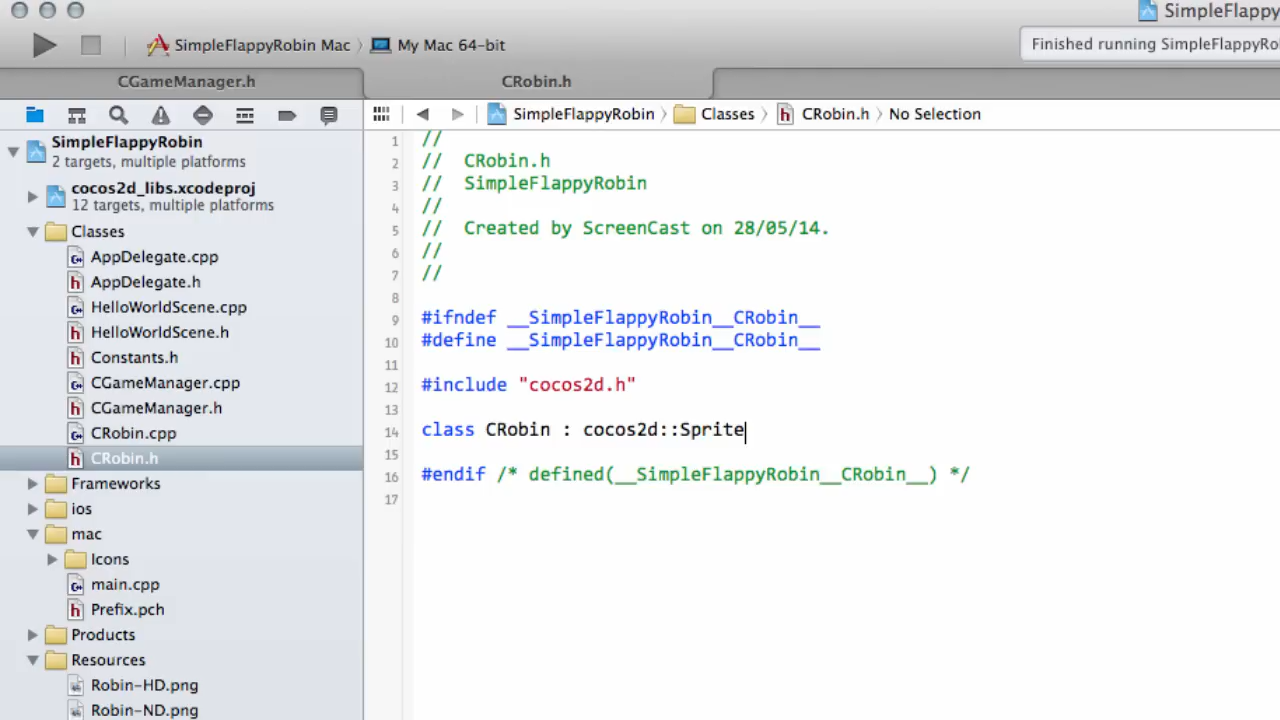 SimpleFlappy
SimpleFlappyRobin Mac 〉 My Mac 64-bit
Finished running SimpleFlappyRo
CGameManager.h
CRobin.h
SimpleFlappyRobin 〉 Classes 〉 CRobin.h 〉 No Selection
SimpleFlappyRobin
2 targets, multiple platforms
cocos2d_libs.xcodeproj
12 targets, multiple platforms
Classes
AppDelegate.cpp
AppDelegate.h
HelloWorldScene.cpp
HelloWorldScene.h
Constants.h
CGameManager.cpp
CGameManager.h
CRobin.cpp
CRobin.h
Frameworks
ios
mac
Icons
main.cpp
Prefix.pch
Products
Resources
Robin-HD.png
Robin-ND.png
1 //
2 // CRobin.h
3 // SimpleFlappyRobin
4 //
5 // Created by ScreenCast on 28/05/14.
6 //
7 //
8
9 #ifndef __SimpleFlappyRobin__CRobin__
10 #define __SimpleFlappyRobin__CRobin__
11
12 #include "cocos2d.h"
13
14 class CRobin : cocos2d::Sprite
15
16 #endif /* defined(__SimpleFlappyRobin__CRobin__) */
17